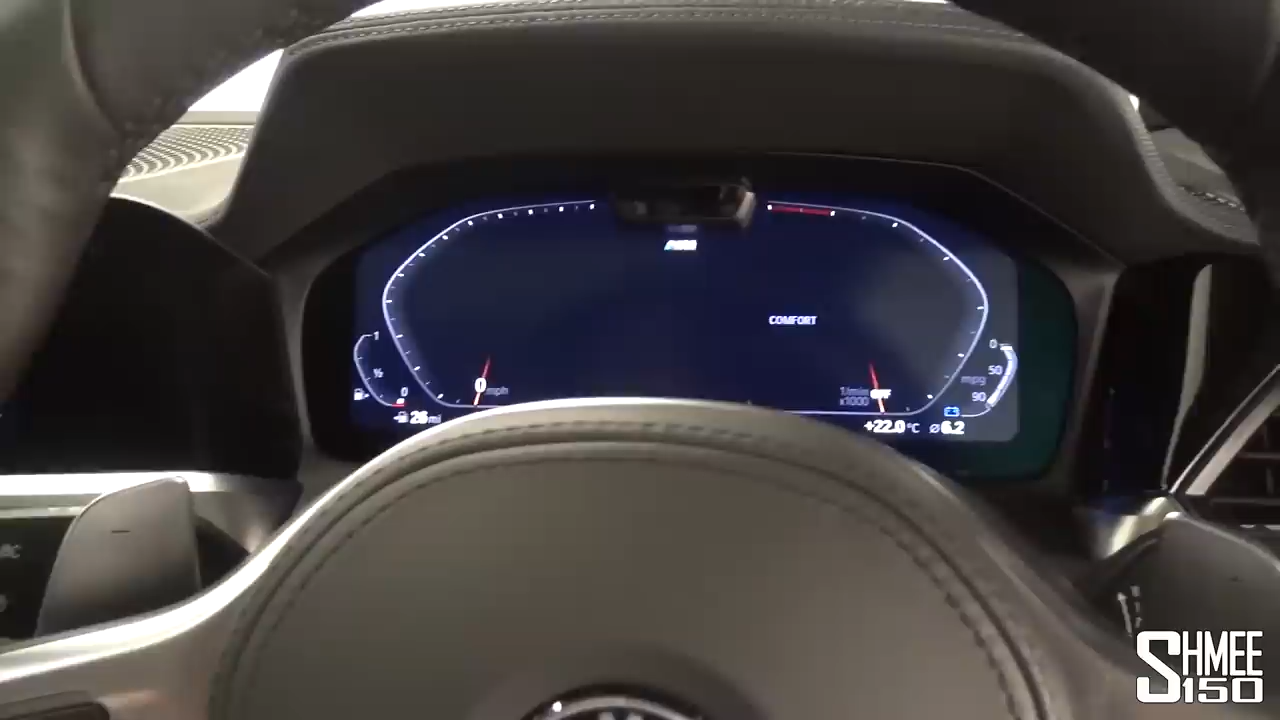 M
COMFORT
1
½
0
0 mph
26 mi
1/min
x1000
OFF
0
50
mpg
90
+22.0 °C
Ø6.2
SHMEE
150